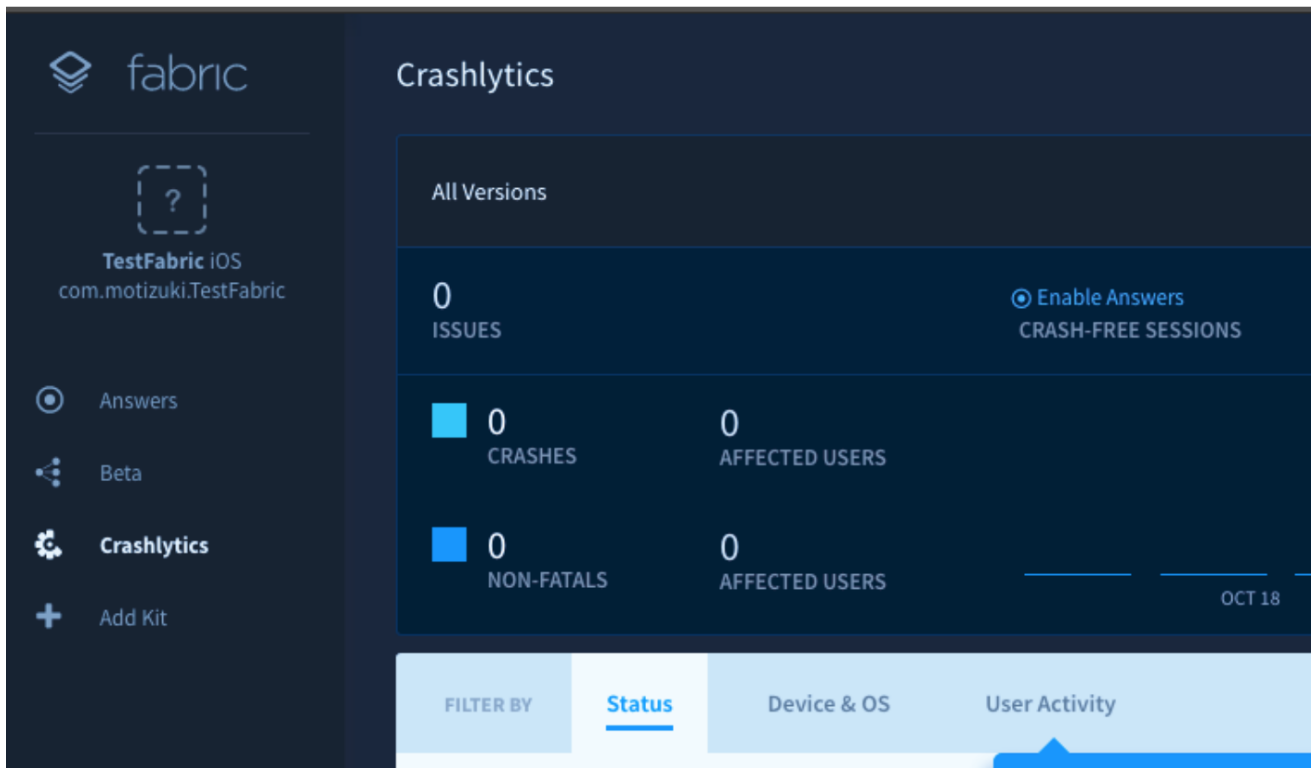 fabric
?
TestFabric iOS
com.motizuki.TestFabric
Answers
Beta
Crashlytics
Add Kit
Crashlytics
All Versions
0
ISSUES
Enable Answers
CRASH-FREE SESSIONS
0
CRASHES
0
AFFECTED USERS
0
NON-FATALS
0
AFFECTED USERS
OCT 18
FILTER BY
Status
Device & OS
User Activity